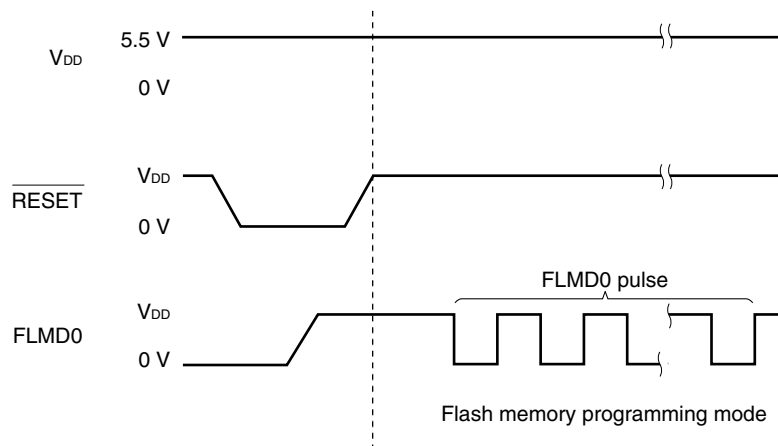 5.5 V
VDD
0 V
VDD
RESET
0 V
FLMD0 pulse
VDD
FLMD0
0 V
Flash memory programming mode